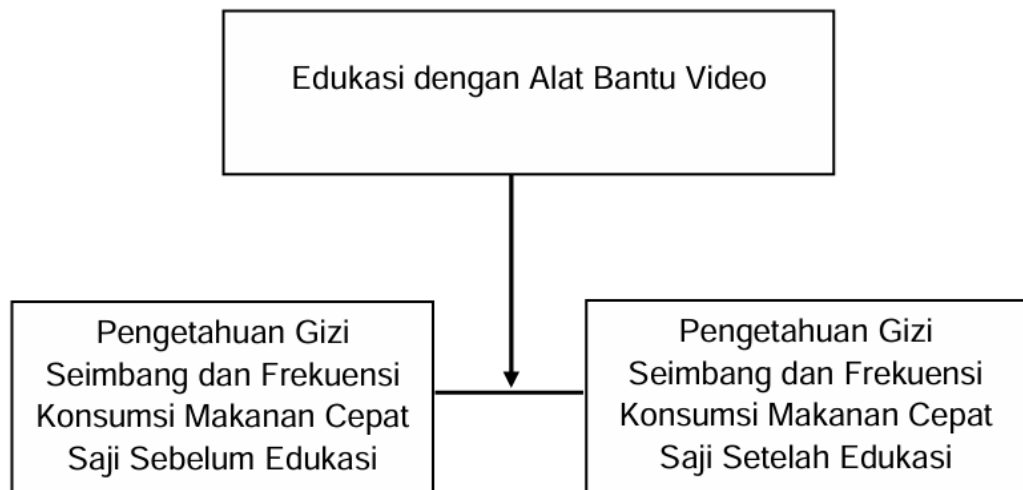 Edukasi dengan Alat Bantu Video
Pengetahuan Gizi
Seimbang dan Frekuensi
Konsumsi Makanan Cepat
Saji Sebelum Edukasi
Pengetahuan Gizi
Seimbang dan Frekuensi
Konsumsi Makanan Cepat
Saji Setelah Edukasi